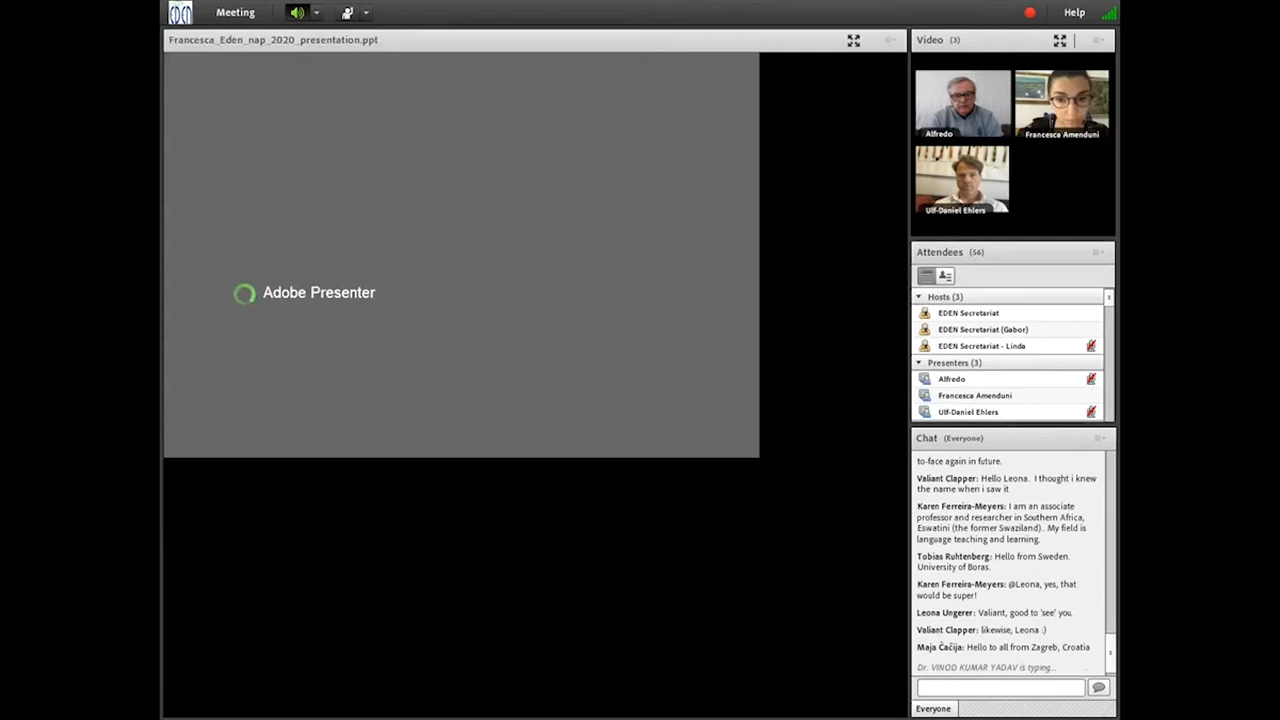 EDEN
Meeting
Help
Francesca_Eden_nap_2020_presentation.ppt
Adobe Presenter
Video (3)
Alfredo
Francesca Amenduni
Ulf-Daniel Ehlers
Attendees (56)
Hosts (3)
EDEN Secretariat
EDEN Secretariat (Gabor)
EDEN Secretariat - Linda
Presenters (3)
Alfredo
Francesca Amenduni
Ulf-Daniel Ehlers
Chat (Everyone)
to-face again in future.
Valiant Clapper: Hello Leona. I thought i knew
the name when i saw it
Karen Ferreira-Meyers: I am an associate
professor and researcher in Southern Africa,
Eswatini (the former Swaziland).. My field is
language teaching and learning.
Tobias Ruhtenberg: Hello from Sweden.
University of Boras.
Karen Ferreira-Meyers: @Leona, yes, that
would be super!
Leona Ungerer: Valiant, good to 'see' you.
Valiant Clapper: likewise, Leona :)
Maja Čačija: Hello to all from Zagreb, Croatia
Dr. VINOD KUMAR YADAV is typing...
Everyone